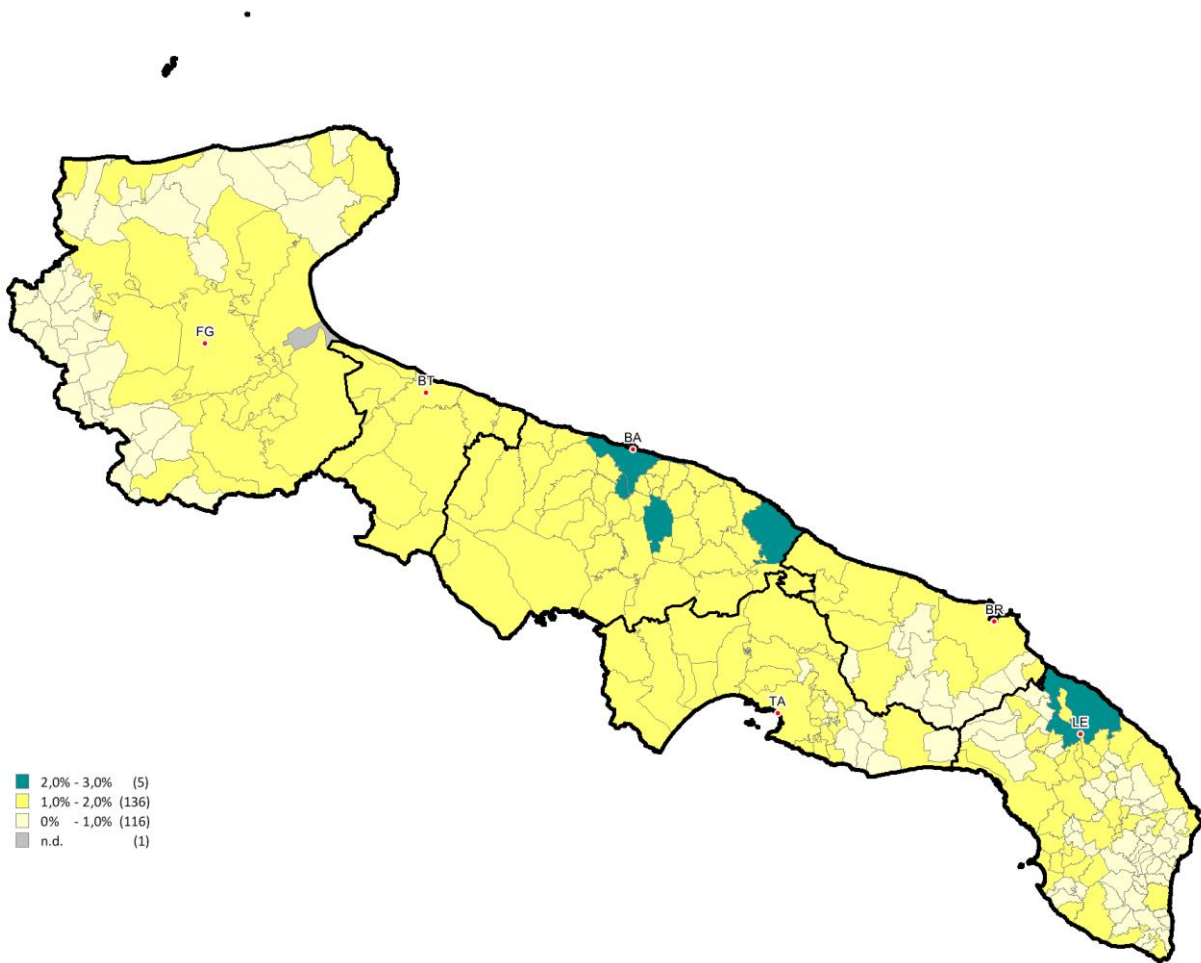 FG
BT
BA
BR
TA
LE
2,0% - 3,0% (5)
1,0% - 2,0% (136)
0% - 1,0% (116)
n.d. (1)